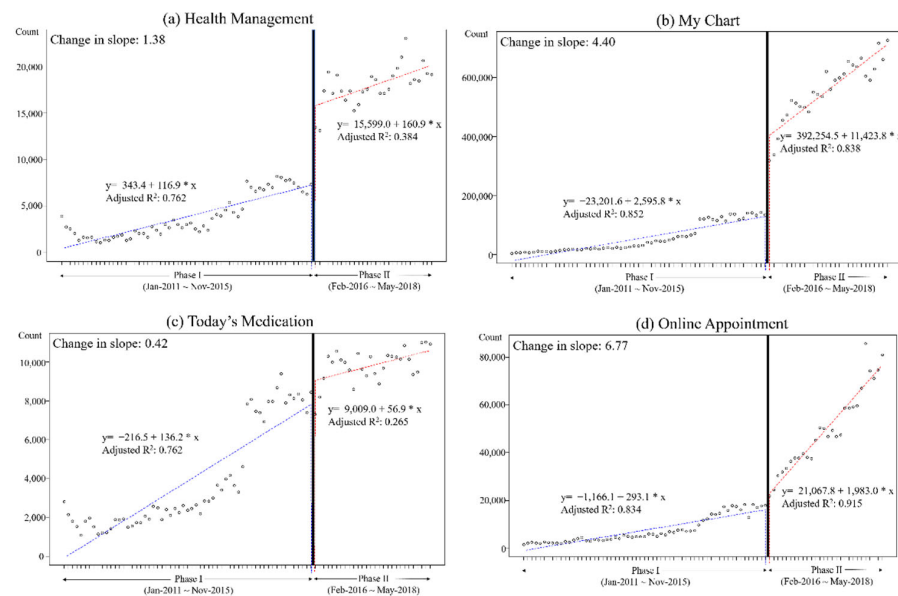 (a) Health Management
Count
Change in slope: 1.38
20,000
15,000
10,000
5,000
0
y= 15,599.0 + 160.9 * x
Adjusted R²: 0.384
y= 343.4 + 116.9 * x
Adjusted R²: 0.762
Phase I
(Jan-2011 ~ Nov-2015)
Phase II
(Feb-2016 ~ May-2018)
(b) My Chart
Count
Change in slope: 4.40
600,000
400,000
200,000
0
y= 392,254.5 + 11,423.8 *
Adjusted R²: 0.838
y= −23,201.6 + 2,595.8 * x
Adjusted R²: 0.852
Phase I
(Jan-2011 ~ Nov-2015)
Phase II
(Feb-2016 ~ May-2018)
(c) Today's Medication
Count
Change in slope: 0.42
10,000
8,000
6,000
4,000
2,000
0
y= −216.5 + 136.2 * x
Adjusted R²: 0.762
y= 9,009.0 + 56.9 * x
Adjusted R²: 0.265
Phase I
(Jan-2011 ~ Nov-2015)
Phase II
(Feb-2016 ~ May-2018)
(d) Online Appointment
Count
Change in slope: 6.77
80,000
60,000
40,000
20,000
0
y= −1,166.1 − 293.1 * x
Adjusted R²: 0.834
y= 21,067.8 + 1,983.0 * x
Adjusted R²: 0.915
Phase I
(Jan-2011 ~ Nov-2015)
Phase II
(Feb-2016 ~ May-2018)